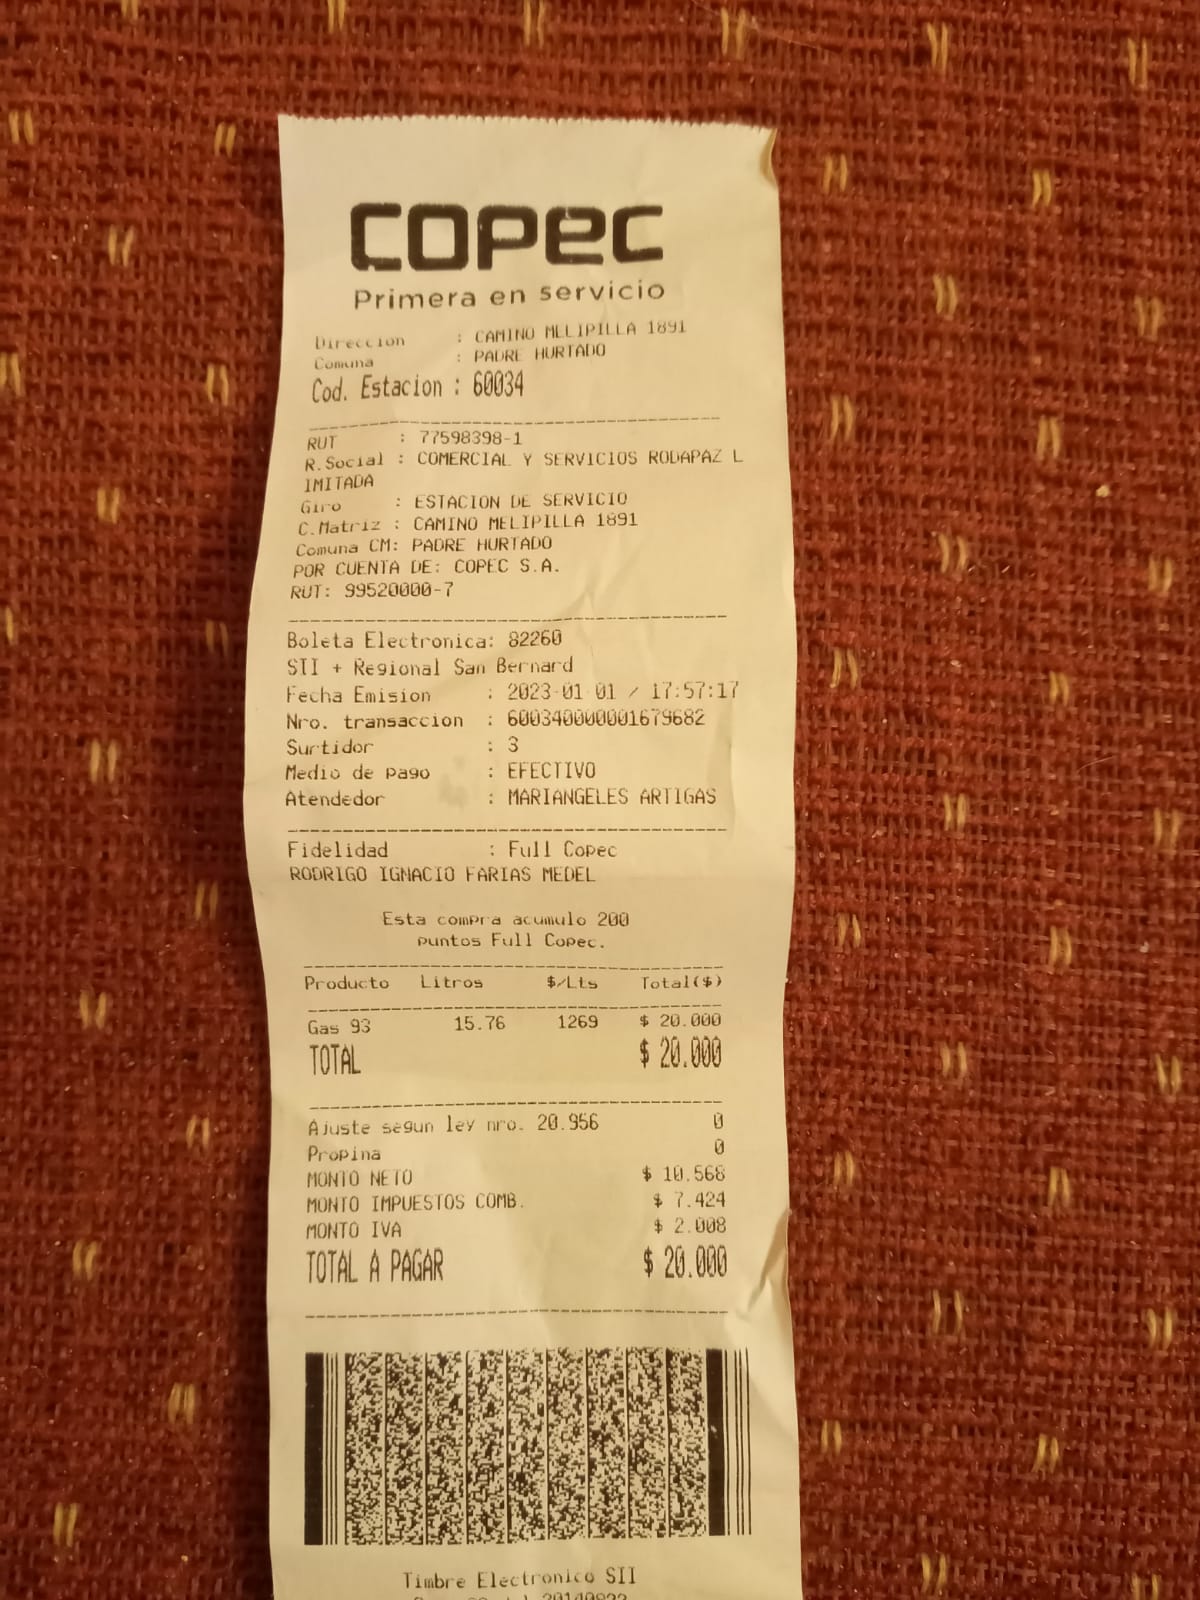 COPEC
Primera en servicio
Direccion : CAMINO MELIPILLA 1891
Comuna : PADRE HURTADO
Cod. Estacion : 60034
RUT : 77598398-1
R.Social : COMERCIAL Y SERVICIOS RODAPAZ L
IMITADA
Giro : ESTACION DE SERVICIO
C.Matriz : CAMINO MELIPILLA 1891
Comuna CM: PADRE HURTADO
POR CUENTA DE: COPEC S.A.
RUT: 99520000-7
Boleta Electronica: 82260
SII + Regional San Bernard
Fecha Emision : 2023-01-01 / 17:57:17
Nro. transaccion : 600340000001679682
Surtidor : 3
Medio de pago : EFECTIVO
Atendedor : MARIANGELES ARTIGAS
Fidelidad : Full Copec
RODRIGO IGNACIO FARIAS MEDEL
Esta compra acumulo 200
puntos Full Copec.
Producto Litros $/Lts Total($)
Gas 93 15.76 1269 $ 20.000
TOTAL $ 20.000
Ajuste segun ley nro. 20.956 0
Propina 0
MONTO NETO $ 10.568
MONTO IMPUESTOS COMB. $ 7.424
MONTO IVA $ 2.008
TOTAL A PAGAR $ 20.000
Timbre Electronico SII